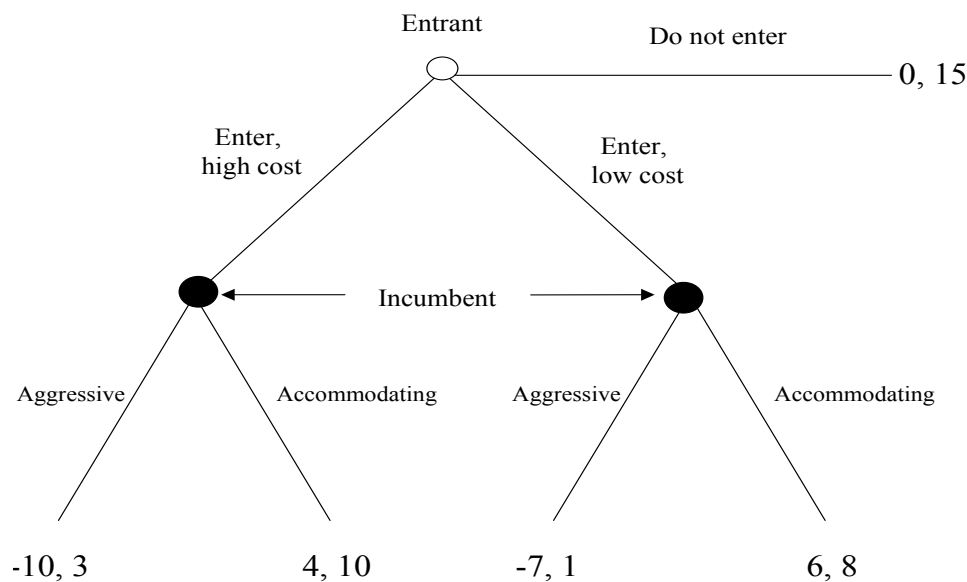 Entrant
Do not enter
0, 15
Enter,
high cost
Enter,
low cost
Incumbent
Aggressive
Accommodating
Aggressive
Accommodating
-10, 3
4, 10
-7, 1
6, 8